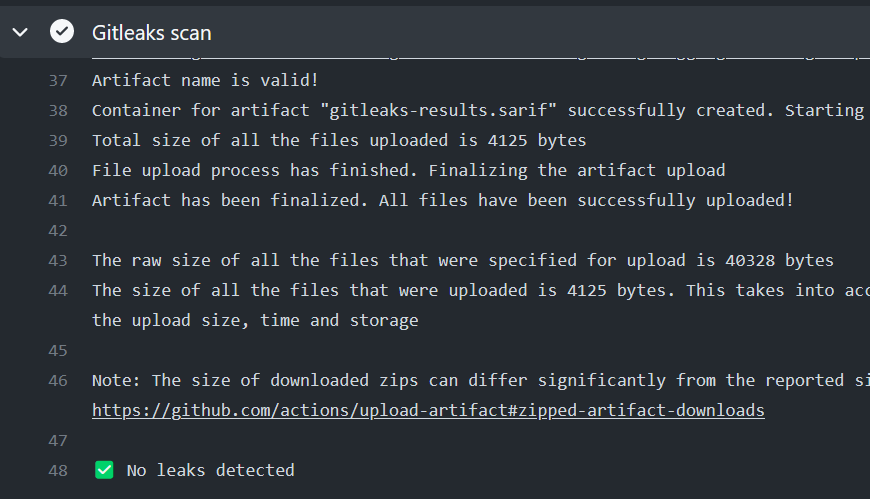 Gitleaks scan
37 Artifact name is valid!
38 Container for artifact "gitleaks-results.sarif" successfully created. Starting
39 Total size of all the files uploaded is 4125 bytes
40 File upload process has finished. Finalizing the artifact upload
41 Artifact has been finalized. All files have been successfully uploaded!
42
43 The raw size of all the files that were specified for upload is 40328 bytes
44 The size of all the files that were uploaded is 4125 bytes. This takes into
the upload size, time and storage
45
46 Note: The size of downloaded zips can differ significantly from the reported
https://github.com/actions/upload-artifact#zipped-artifact-downloads
47
48 ✅ No leaks detected